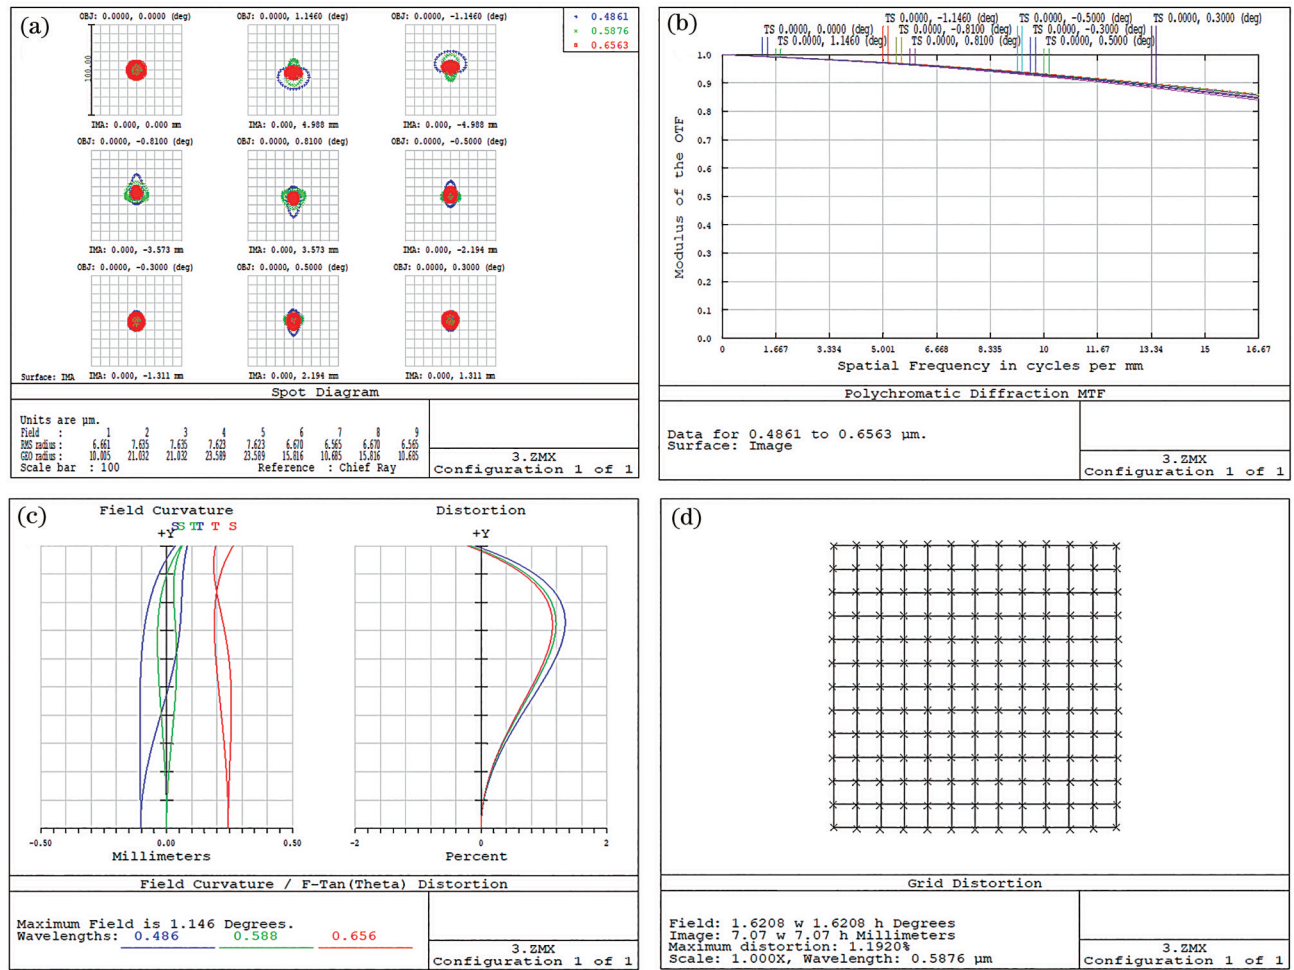 (a)
OBJ: 0.0000, 0.0000 (deg)
OBJ: 0.0000, 1.1460 (deg)
OBJ: 0.0000, -1.1460 (deg)
0.4861
0.5876
0.6563
100.00
IMA: 0.000, 0.000 mm
IMA: 0.000, 4.988 mm
IMA: 0.000, -4.988 mm
OBJ: 0.0000, -0.8100 (deg)
OBJ: 0.0000, 0.8100 (deg)
OBJ: 0.0000, -0.5000 (deg)
IMA: 0.000, -3.573 mm
IMA: 0.000, 3.573 mm
IMA: 0.000, -2.194 mm
OBJ: 0.0000, -0.3000 (deg)
OBJ: 0.0000, 0.5000 (deg)
OBJ: 0.0000, 0.3000 (deg)
Surface: IMA
IMA: 0.000, -1.311 mm
IMA: 0.000, 2.194 mm
IMA: 0.000, 1.311 mm
Spot Diagram
Units are µm.
Field : 1 2 3 4 5 6 7 8 9
RMS radius : 6.661 7.635 7.635 7.623 7.623 6.670 6.565 6.670 6.565
GEO radius : 10.005 21.032 21.032 23.589 23.589 15.816 10.685 15.816 10.685
Scale bar : 100 Reference : Chief Ray
3.ZMX
Configuration 1 of 1
(b)
TS 0.0000, -1.1460 (deg) TS 0.0000, -0.5000 (deg) TS 0.0000, 0.3000 (deg)
TS 0.0000, 0.0000 (deg) TS 0.0000, -0.8100 (deg) TS 0.0000, -0.3000 (deg)
TS 0.0000, 1.1460 (deg) TS 0.0000, 0.8100 (deg) TS 0.0000, 0.5000 (deg)
1.0
0.9
0.8
0.7
0.6
0.5
0.4
0.3
0.2
0.1
0.0
Modulus of the OTF
0 1.667 3.334 5.001 6.668 8.335 10 11.67 13.34 15 16.67
Spatial Frequency in cycles per mm
Polychromatic Diffraction MTF
Data for 0.4861 to 0.6563 µm.
Surface: Image
3.ZMX
Configuration 1 of 1
(c)
Field Curvature
S S T T T S
+Y
-0.50 0.00 0.50
Millimeters
Distortion
+Y
-2 0 2
Percent
Field Curvature / F-Tan(Theta) Distortion
Maximum Field is 1.146 Degrees.
Wavelengths: 0.486 0.588 0.656
3.ZMX
Configuration 1 of 1
(d)
Grid Distortion
Field: 1.6208 w 1.6208 h Degrees
Image: 7.07 w 7.07 h Millimeters
Maximum distortion: 1.1920%
Scale: 1.000X, Wavelength: 0.5876 µm
3.ZMX
Configuration 1 of 1